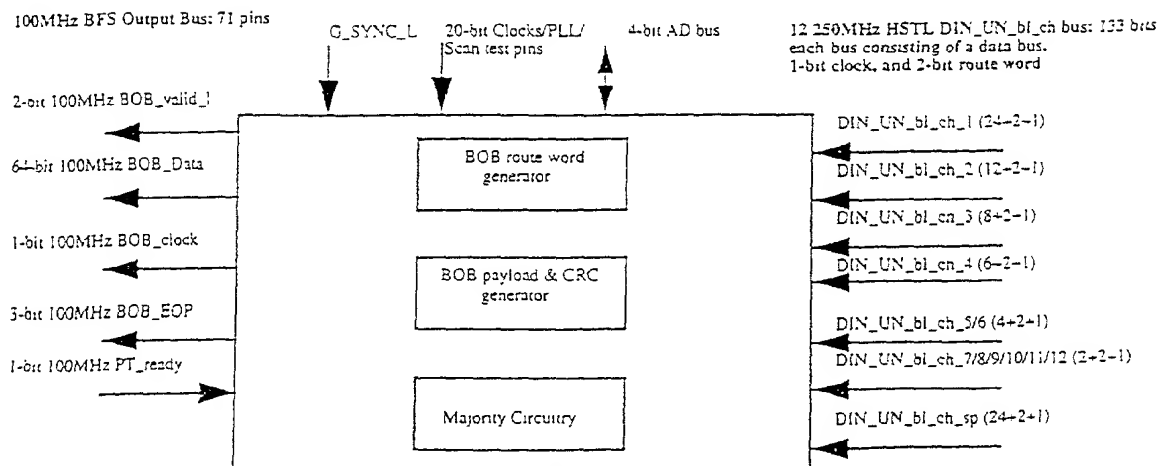 100MHz BFS Output Bus: 71 pins
G_SYNC_L
20-bit Clocks/PLL/
Scan test pins
4-bit AD bus
12 250MHz HSTL DIN_UN_bl_ch bus: 133 bits
each bus consisting of a data bus.
1-bit clock, and 2-bit route word
2-bit 100MHz BOB_valid_l
64-bit 100MHz BOB_Data
1-bit 100MHz BOB_clock
3-bit 100MHz BOB_EOP
1-bit 100MHz PT_ready
BOB route word
generator
BOB payload & CRC
generator
Majority Circuitry
DIN_UN_bl_ch_1 (24+2+1)
DIN_UN_bl_ch_2 (12+2+1)
DIN_UN_bl_ch_3 (8+2+1)
DIN_UN_bl_ch_4 (6+2+1)
DIN_UN_bl_ch_5/6 (4+2+1)
DIN_UN_bl_ch_7/8/9/10/11/12 (2+2+1)
DIN_UN_bl_ch_sp (24+2+1)